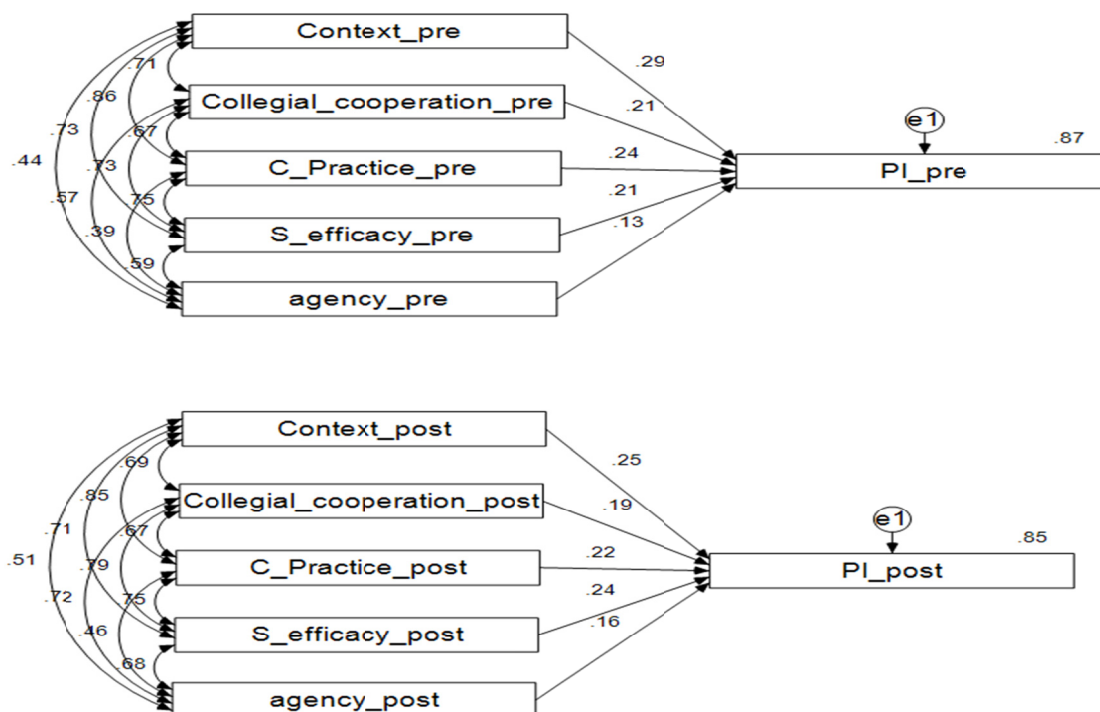 Context_pre
.71
.29
.86
Collegial_cooperation_pre
.21
.73
.67
e1
.87
.44
.73
C_Practice_pre
.24
PI_pre
.57
.75
.21
.39
S_efficacy_pre
.13
.59
agency_pre
Context_post
.69
.25
.85
Collegial_cooperation_post
.19
.71
.67
e1
.85
.51
.79
C_Practice_post
.22
PI_post
.72
.75
.24
.46
S_efficacy_post
.16
.68
agency_post